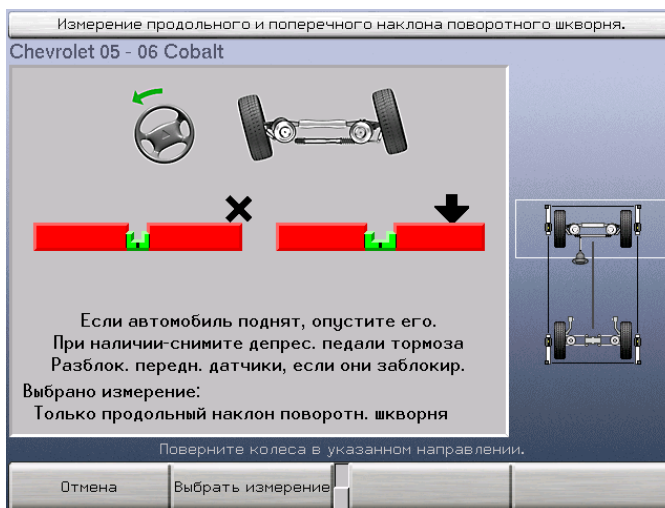 Измерение продольного и поперечного наклона поворотного шкворня.
Chevrolet 05 - 06 Cobalt
Если автомобиль поднят, опустите его.
При наличии-снимите депрес. педали тормоза
Разблок. передн. датчики, если они заблокир.
Выбрано измерение:
Только продольный наклон поворотн. шкворня
Поверните колеса в указанном направлении.
Отмена
Выбрать измерение